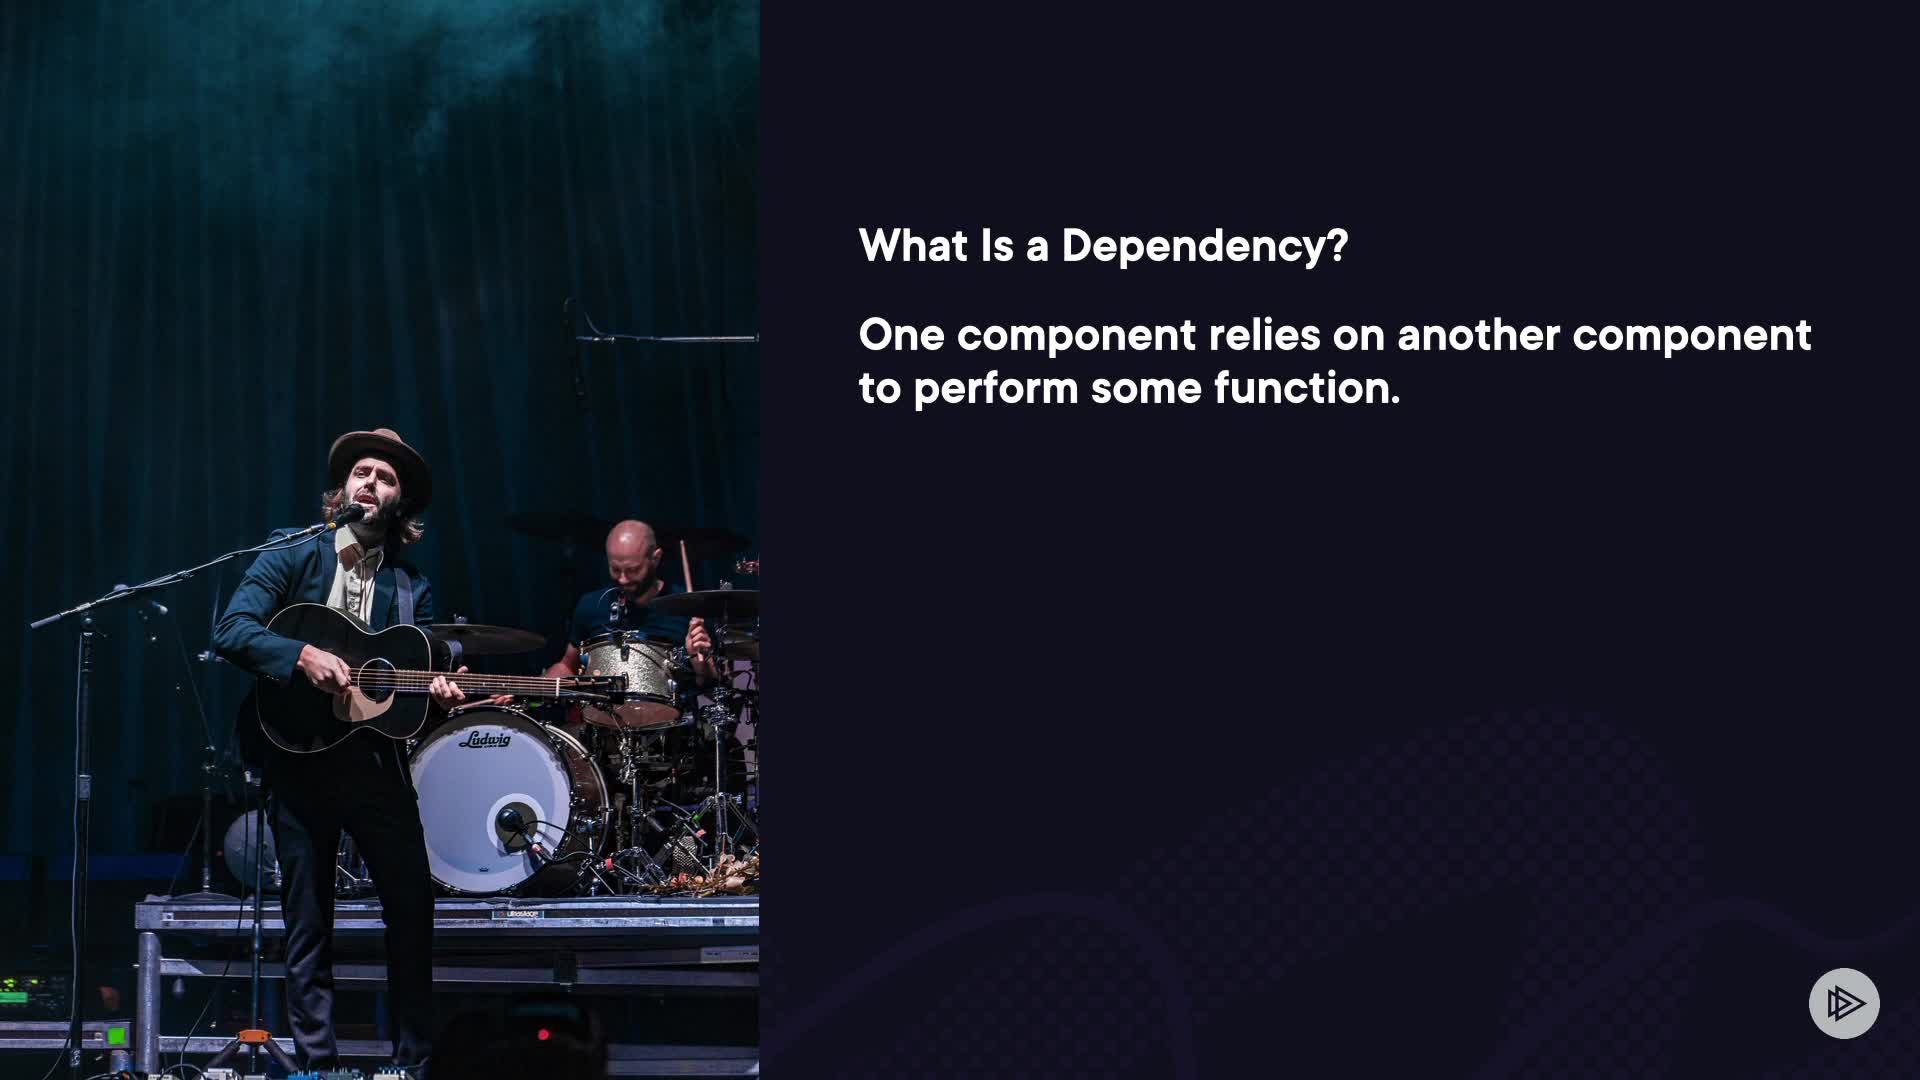 What Is a Dependency?
One component relies on another component
to perform some function.
Ludwig